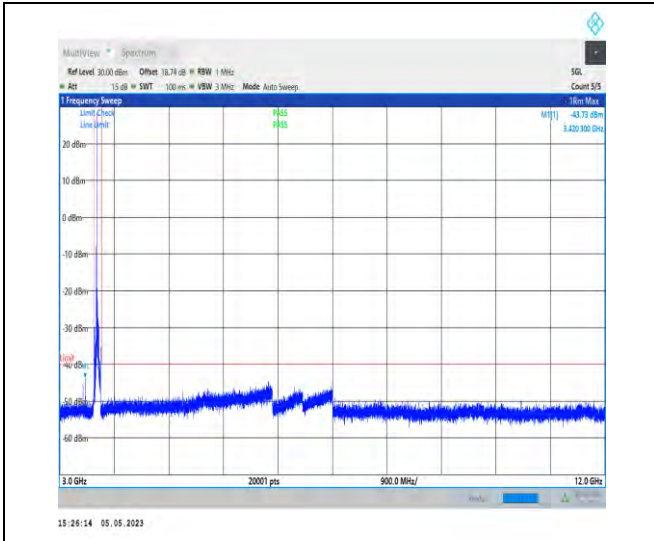 MultiView Spectrum
Ref Level 30.00 dBm Offset 18.74 dB RBW 1 MHz SGL
Att 15 dB SWT 100 ms VBW 3 MHz Mode Auto Sweep Count 5/5
1 Frequency Sweep 1Rm Max
Limit Check PASS M1[1] -43.73 dBm
Line Limit PASS 3.420 300 GHz
20 dBm
10 dBm
0 dBm
-10 dBm
-20 dBm
-30 dBm
Limit
-40 dBm
-50 dBm
-60 dBm
3.0 GHz 20001 pts 900.0 MHz/ 12.0 GHz
Ready
15:26:14 05.05.2023